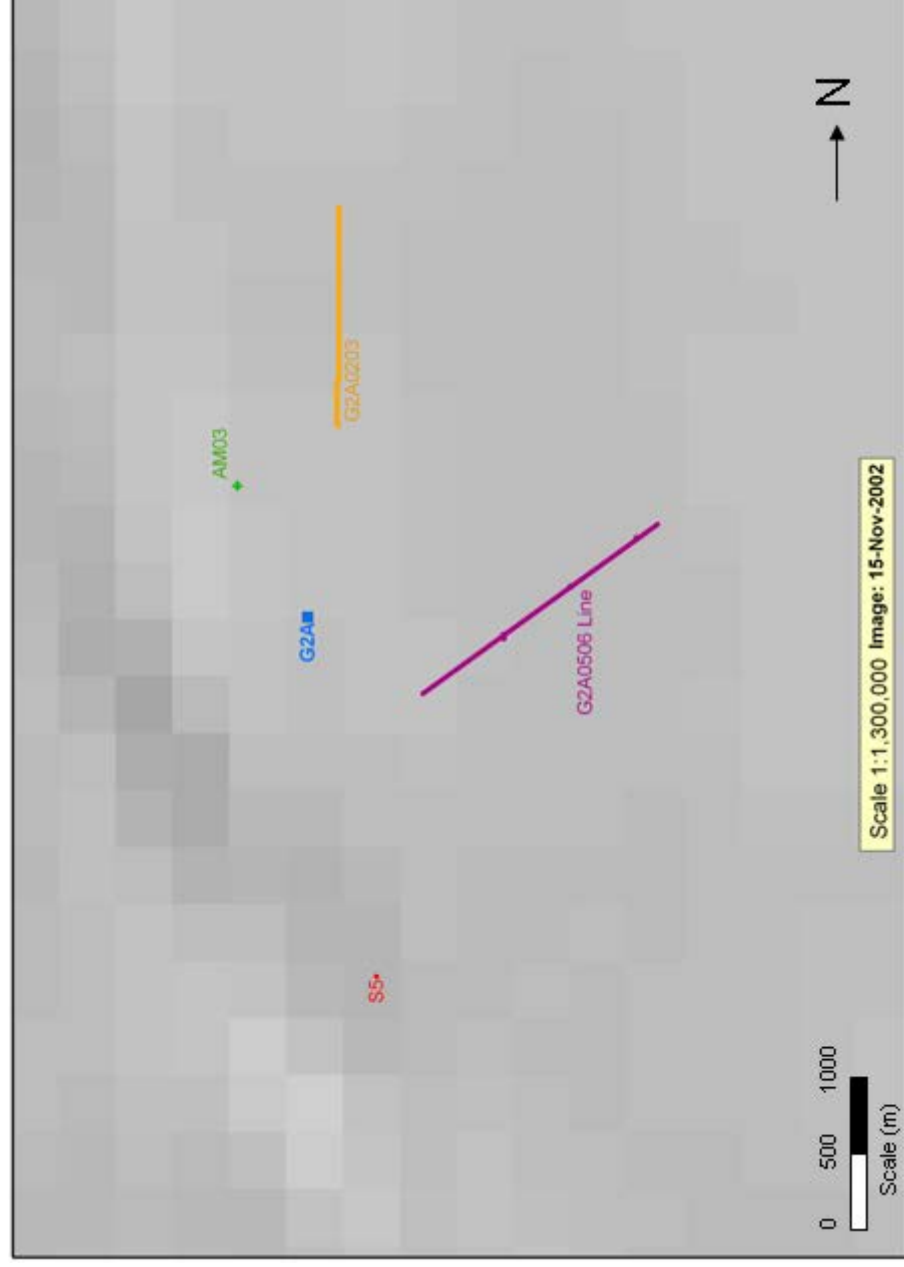 N
AM03
G2A0203
G2A
G2A0506 Line
S5
0 500 1000
Scale (m)
Scale 1:1,300,000 Image: 15-Nov-2002